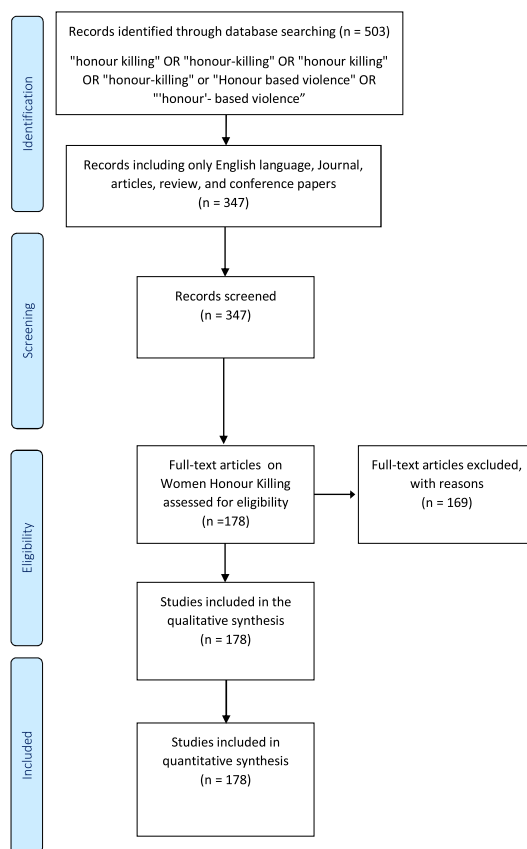 Identification
Records identified through database searching (n = 503)
"honour killing" OR "honour-killing" OR "honour killing"
OR "honour-killing" or "Honour based violence" OR
"'honour'- based violence”
Records including only English language, Journal,
articles, review, and conference papers
(n = 347)
Screening
Records screened
(n = 347)
Eligibility
Full-text articles on
Women Honour Killing
assessed for eligibility
(n =178)
Full-text articles excluded,
with reasons
(n = 169)
Studies included in the
qualitative synthesis
(n = 178)
Included
Studies included in
quantitative synthesis
(n = 178)